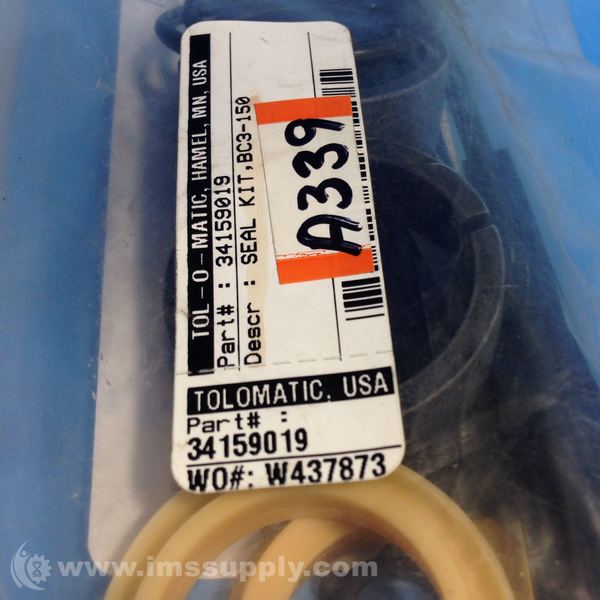 TOL-O-MATIC, HAMEL, MN, USA
Part# : 34159019
Descr : SEAL KIT,BC3-150
A339
TOLOMATIC, USA
Part# :
34159019
WO#: W437873
www.imssupply.com